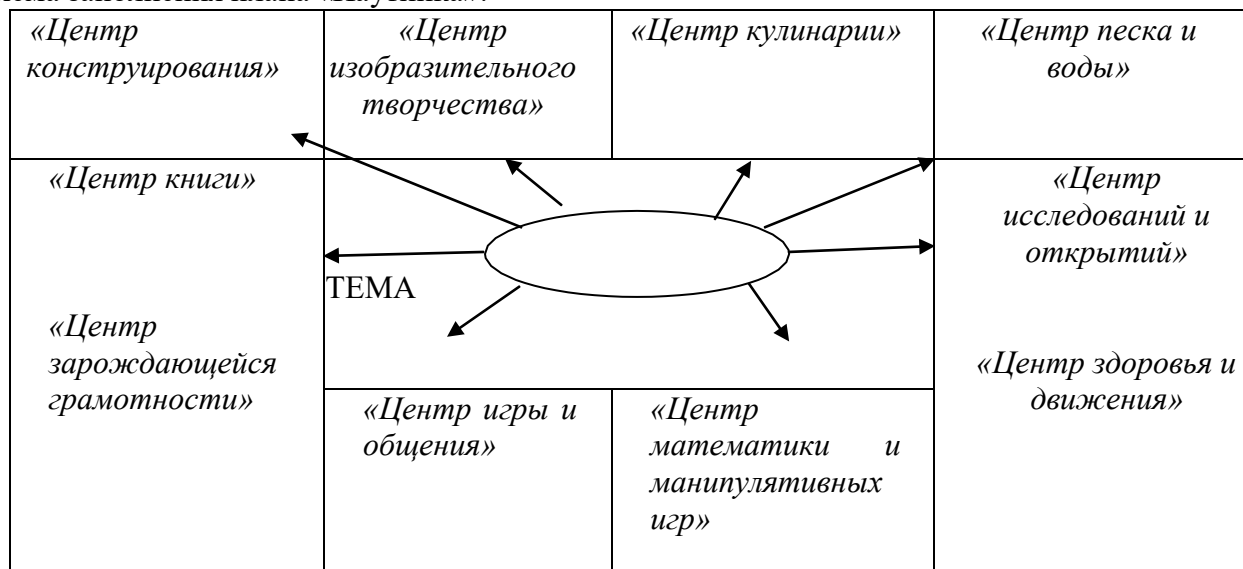 «Центр
конструирования»
«Центр
изобразительного
творчества»
«Центр кулинарии»
«Центр песка и
воды»
«Центр книги»
«Центр
зарождающейся
грамотности»
ТЕМА
«Центр
исследований и
открытий»
«Центр здоровья и
движения»
«Центр игры и
общения»
«Центр
математики и
манипулятивных
игр»